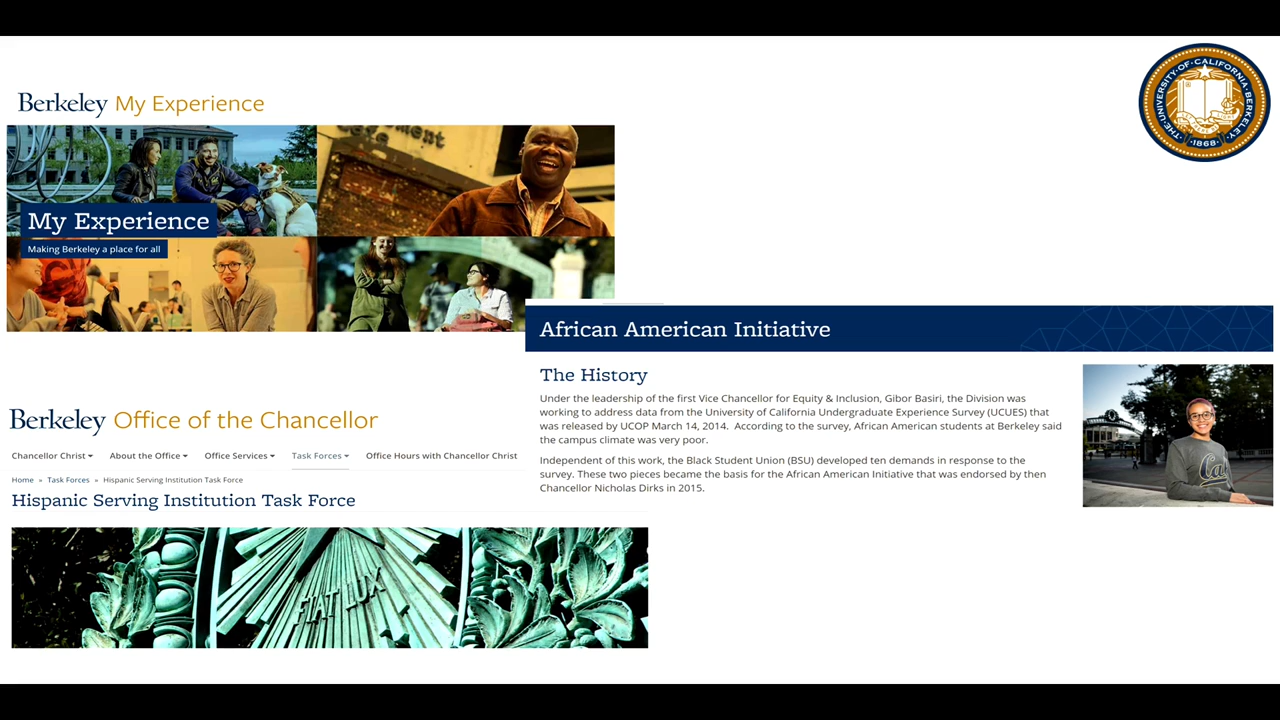 THE·UNIVERSITY·OF·CALIFORNIA·BERKELEY
·1868·
Berkeley My Experience
My Experience
Making Berkeley a place for all
African American Initiative
The History
Under the leadership of the first Vice Chancellor for Equity & Inclusion, Gibor Basiri, the Division was
working to address data from the University of California Undergraduate Experience Survey (UCUES) that
was released by UCOP March 14, 2014. According to the survey, African American students at Berkeley said
the campus climate was very poor.
Independent of this work, the Black Student Union (BSU) developed ten demands in response to the
survey. These two pieces became the basis for the African American Initiative that was endorsed by then
Chancellor Nicholas Dirks in 2015.
Cal
Berkeley Office of the Chancellor
Chancellor Christ About the Office Office Services Task Forces Office Hours with Chancellor Christ
Home » Task Forces » Hispanic Serving Institution Task Force
Hispanic Serving Institution Task Force
FIAT LUX